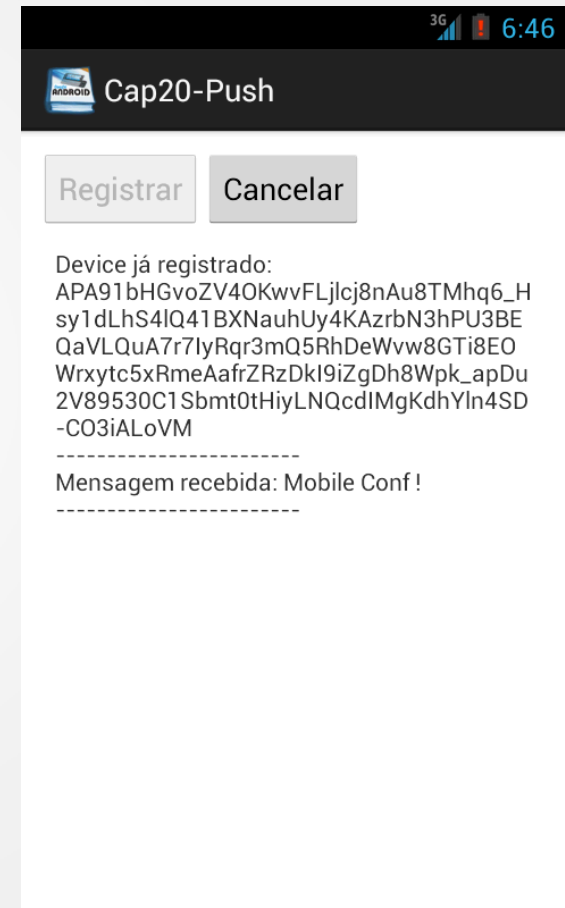 3G
6:46
ANDROID
Cap20-Push
Registrar
Cancelar
Device já registrado:
APA91bHGvoZV4OKwvFLjlcj8nAu8TMhq6_H
sy1dLhS4lQ41BXNauhUy4KAzrbN3hPU3BE
QaVLQuA7r7IyRqr3mQ5RhDeWvw8GTi8EO
Wrxytc5xRmeAafrZRzDkI9iZgDh8Wpk_apDu
2V89530C1Sbmt0tHiyLNQcdIMgKdhYln4SD
-CO3iALoVM
------------------------
Mensagem recebida: Mobile Conf !
------------------------